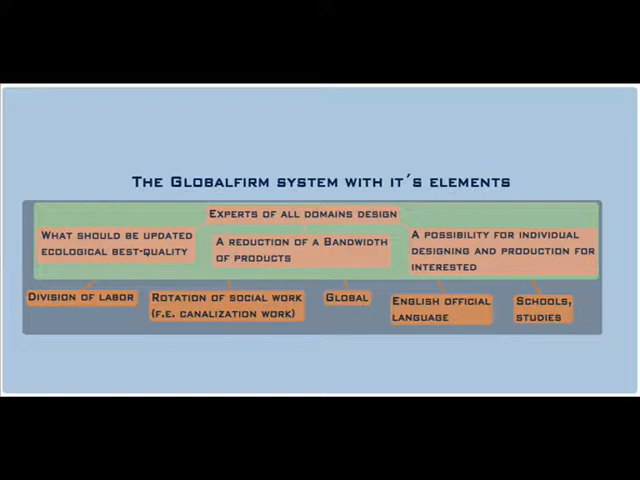 The Globalfirm system with it´s elements
Experts of all domains design
What should be updated
ecological best-quality
A reduction of a Bandwidth
of products
A possibility for individual
designing and production for
interested
Division of labor
Rotation of social work
(f.e. canalization work)
Global
English official
language
Schools,
studies